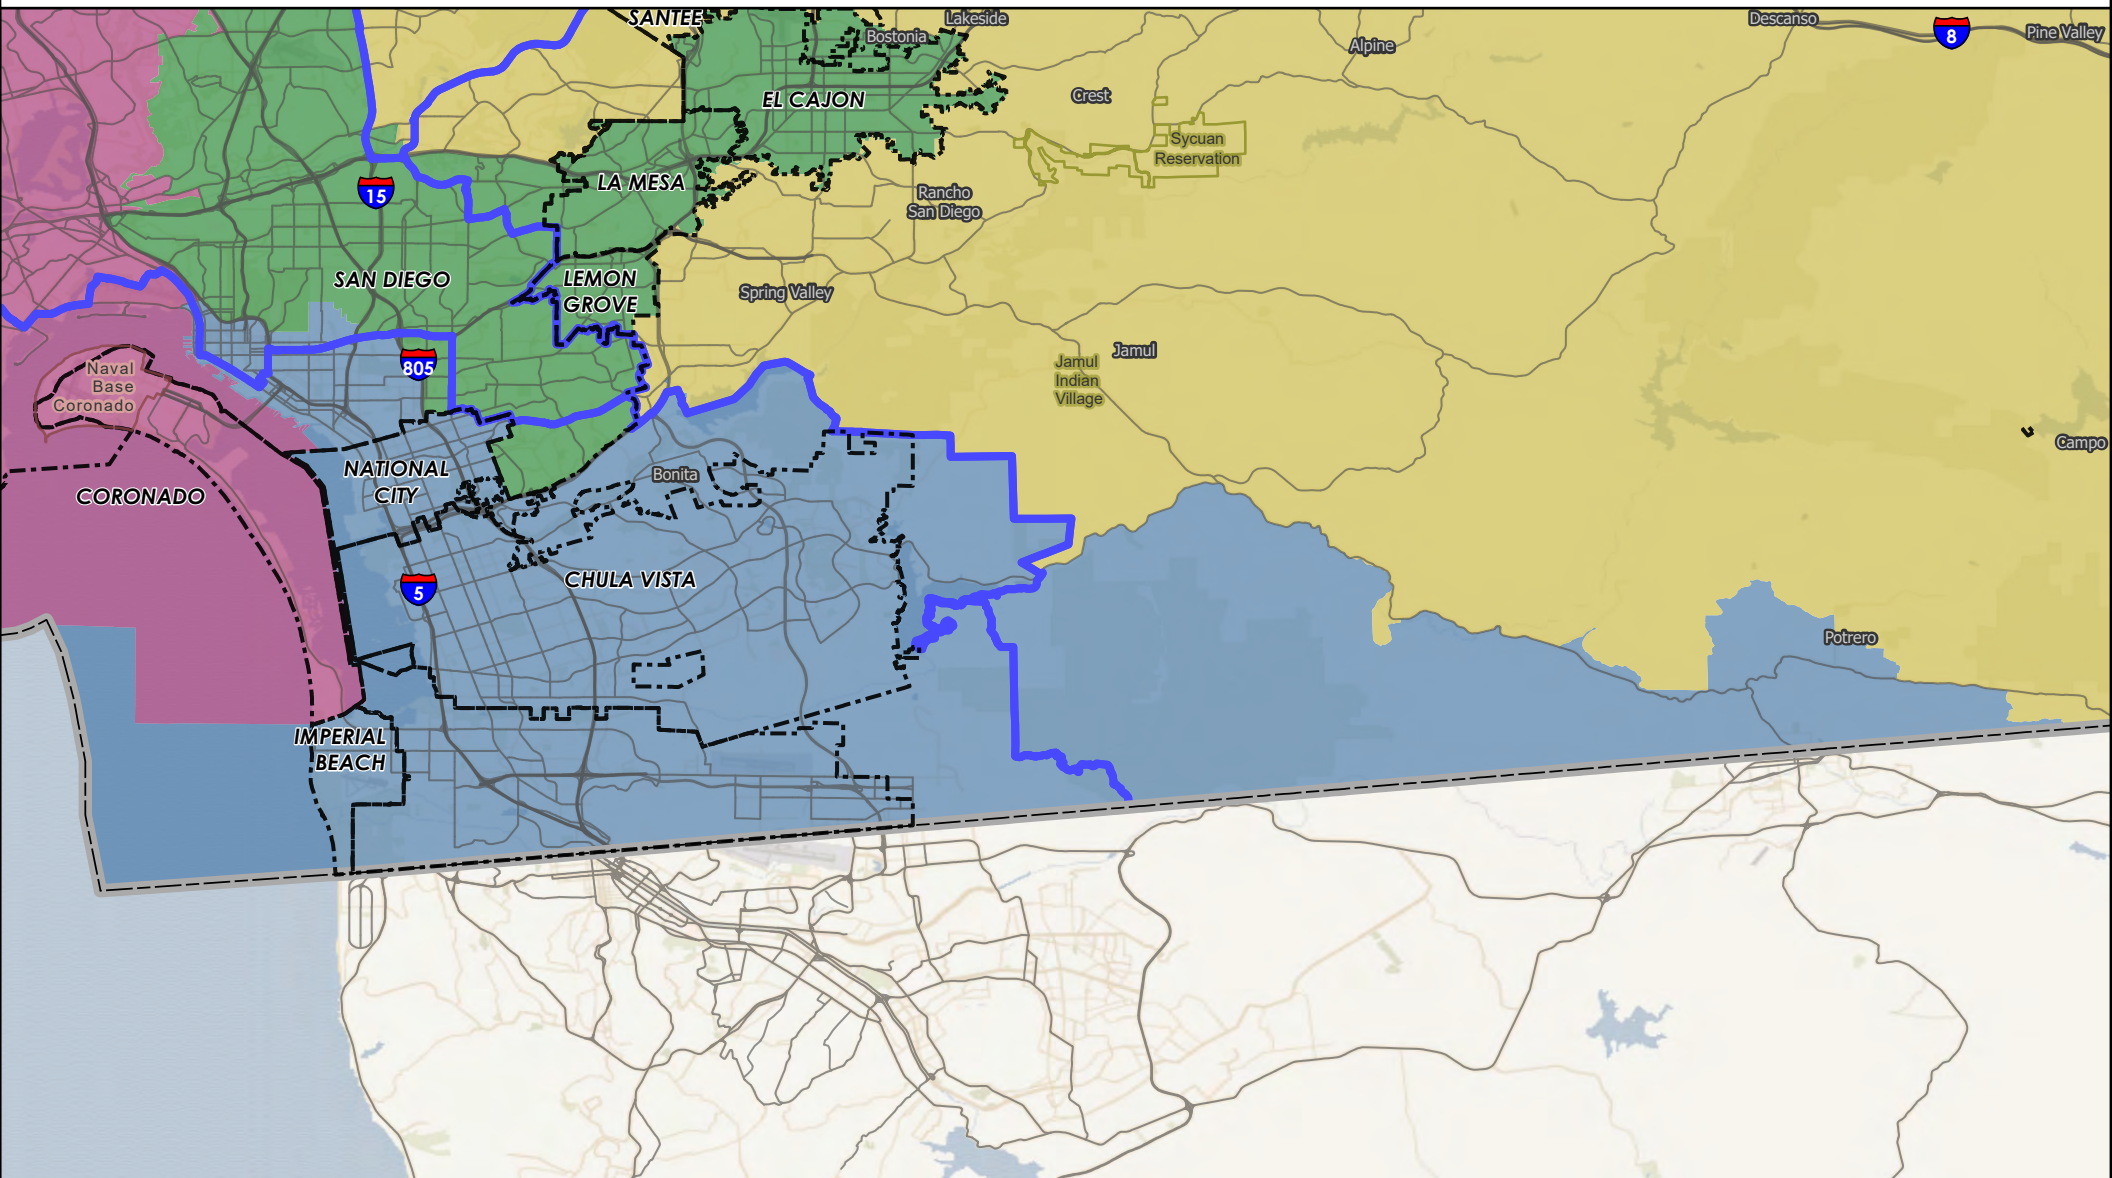 SANTEE
Lakeside
Descanso
Bostonia
8
Pine Valley
Alpine
EL CAJON
Crest
Sycuan
Reservation
LA MESA
15
Rancho
San Diego
SAN DIEGO
LEMON
GROVE
Spring Valley
805
Jamul
Jamul
Indian
Village
Naval
Base
Coronado
Campo
NATIONAL
CITY
Bonita
CORONADO
CHULA VISTA
5
Potrero
IMPERIAL
BEACH